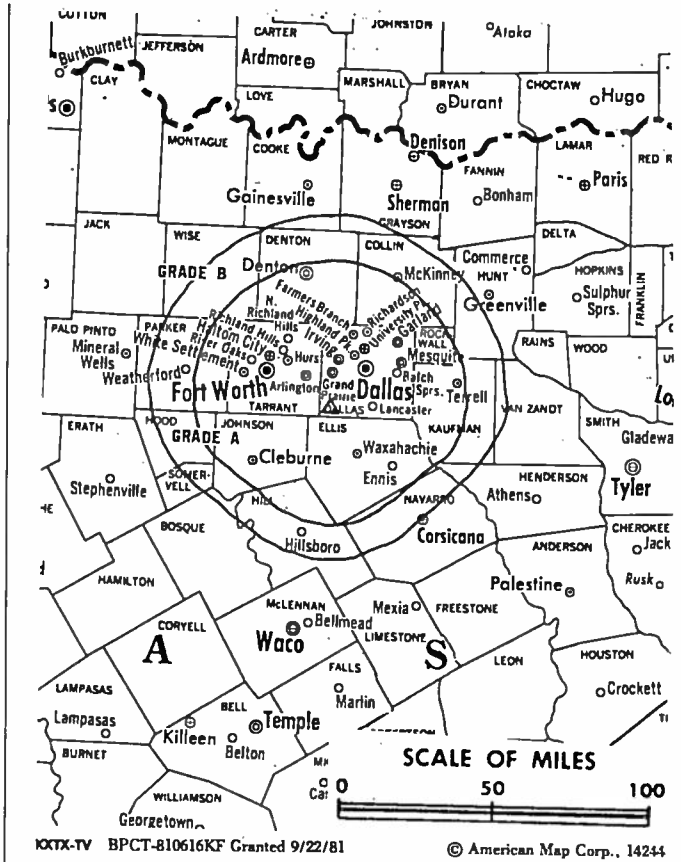 COTTON
CARTER
JOHNSTON
Atoka
Burkburnett
JEFFERSON
Ardmore
CLAY
MARSHALL
BRYAN
CHOCTAW
S
LOVE
Durant
Hugo
MONTAGUE
COOKE
Denison
LAMAR
FANNIN
RED R
Gainesville
Sherman
Bonham
Paris
JACK
WISE
DENTON
GRAYSON
COLLIN
DELTA
GRADE B
Denton
McKinney
Commerce
HUNT
HOPKINS
Greenville
Sulphur
Sprs.
FRANKLIN
Farmers Branch
Richardson
N.
Richland
Hills
Highland Pk.
University Pk.
Garland
Richland Hills
Irving
ROCK
WALL
PALO PINTO
PARKER
Haltom City
River Oaks
Hurs
Mesquite
RAINS
WOOD
Mineral
Wells
White Settlement
Weatherford
Balch
Sprs.
Fort Worth
Arlington
Grand
Prairie
Dallas
Terrell
Lo
TARRANT
DALLAS
Lancaster
VAN ZANDT
ERATH
HOOD
JOHNSON
ELLIS
KAUFMAN
SMITH
GRADE A
Gladewa
Cleburne
Waxahachie
Ennis
HENDERSON
Tyler
Stephenville
SOMER-
VELL
HILL
NAVARRO
Athens
HE
BOSQUE
Hillsboro
Corsicana
CHEROKEE
ANDERSON
Jack
d
HAMILTON
Palestine
Rusk
McLENNAN
Mexia
FREESTONE
CORYELL
Bellmead
A
Waco
LIMESTONE
S
LEON
HOUSTON
FALLS
LAMPASAS
Marlin
Crockett
BELL
Lampasas
Killeen
Temple
Belton
BURNET
SCALE OF MILES
WILLIAMSON
0 50 100
Georgetown
KXTX-TV BPCT-810616KF Granted 9/22/81
© American Map Corp., 14244